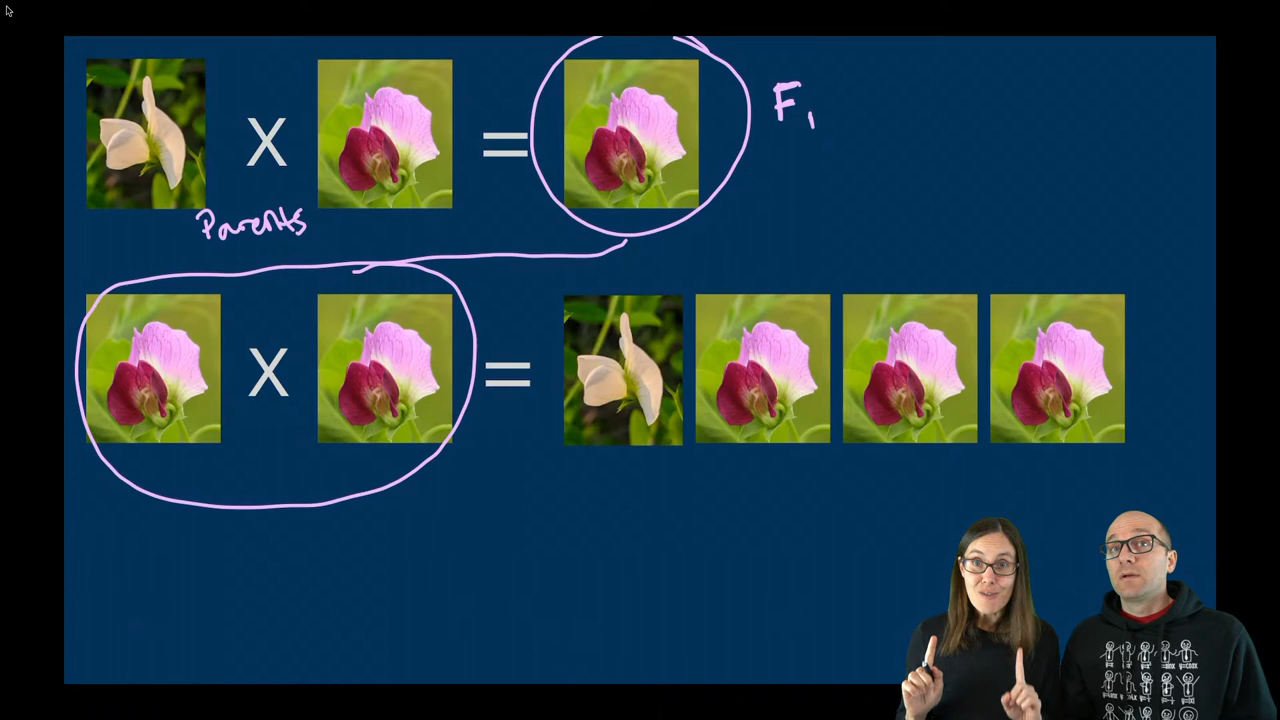 X
=
F₁
Parents
X
=